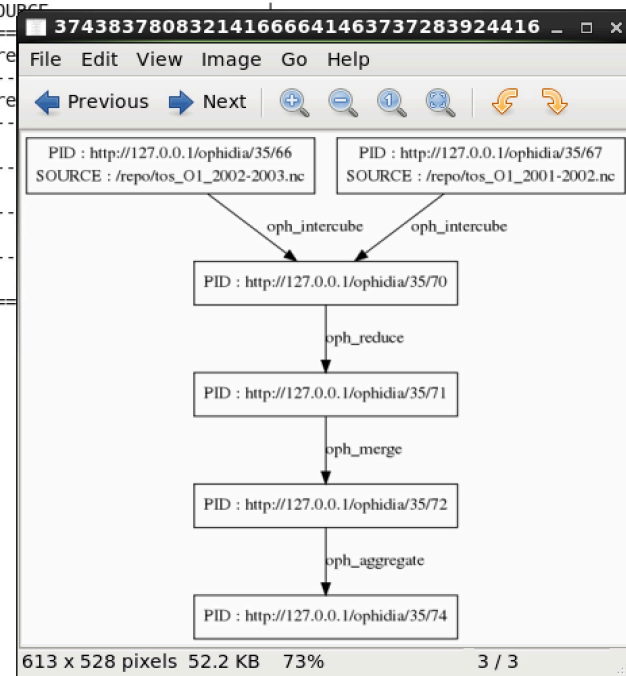 OURCE
37438378083214166664146373728392​4416
File Edit View Image Go Help
Previous Next
PID : http://127.0.0.1/ophidia/35/66
SOURCE : /repo/tos_O1_2002-2003.nc
PID : http://127.0.0.1/ophidia/35/67
SOURCE : /repo/tos_O1_2001-2002.nc
oph_intercube oph_intercube
PID : http://127.0.0.1/ophidia/35/70
oph_reduce
PID : http://127.0.0.1/ophidia/35/71
oph_merge
PID : http://127.0.0.1/ophidia/35/72
oph_aggregate
PID : http://127.0.0.1/ophidia/35/74
613 x 528 pixels 52.2 KB 73% 3 / 3